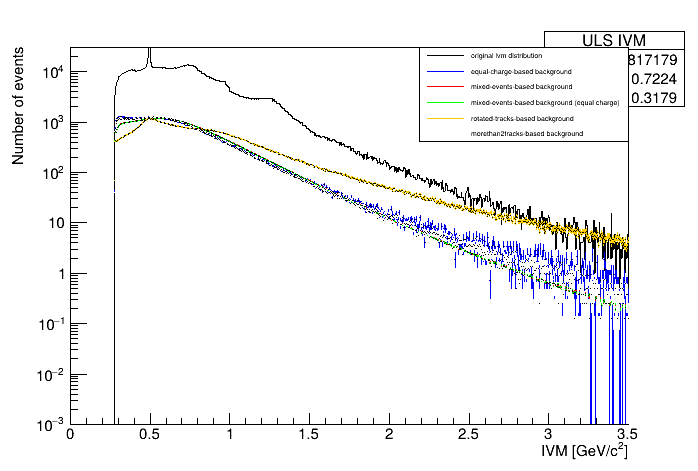 ULS IVM
817179
0.7224
0.3179
original ivm distribution
equal-charge-based background
mixed-events-based background
mixed-events-based background (equal charge)
rotated-tracks-based background
morethan2tracks-based background
Number of events
10⁴
10³
10²
10
1
10⁻¹
10⁻²
10⁻³
0
0.5
1
1.5
2
2.5
3
3.5
IVM [GeV/c²]